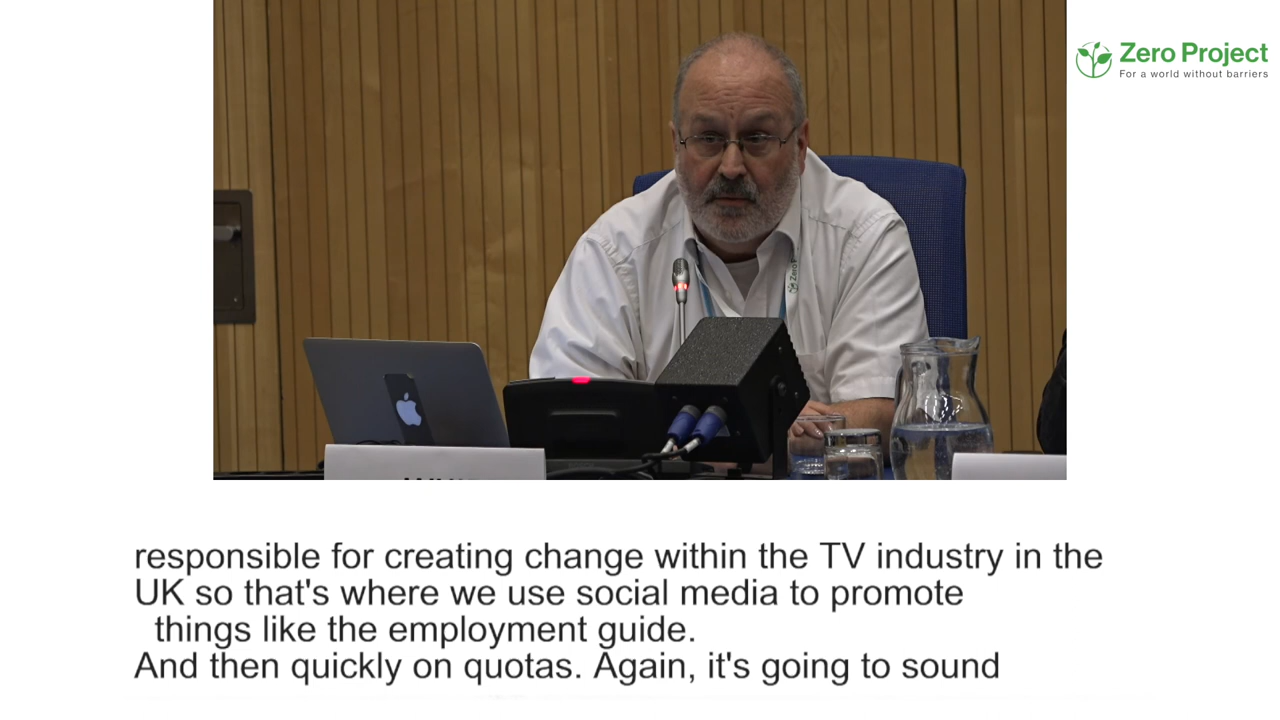 Zero Project
For a world without barriers
Zero Pr
responsible for creating change within the TV industry in the
UK so that's where we use social media to promote
things like the employment guide.
And then quickly on quotas. Again, it's going to sound